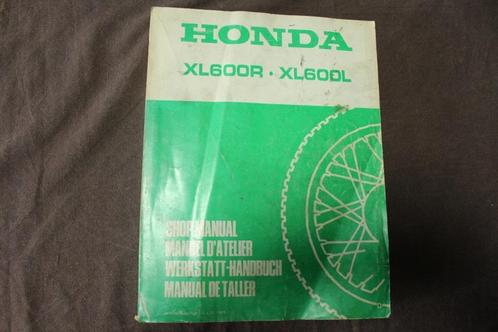 HONDA
XL600R · XL600L
SHOP MANUAL
MANUEL D'ATELIER
WERKSTATT-HANDBUCH
MANUAL DE TALLER